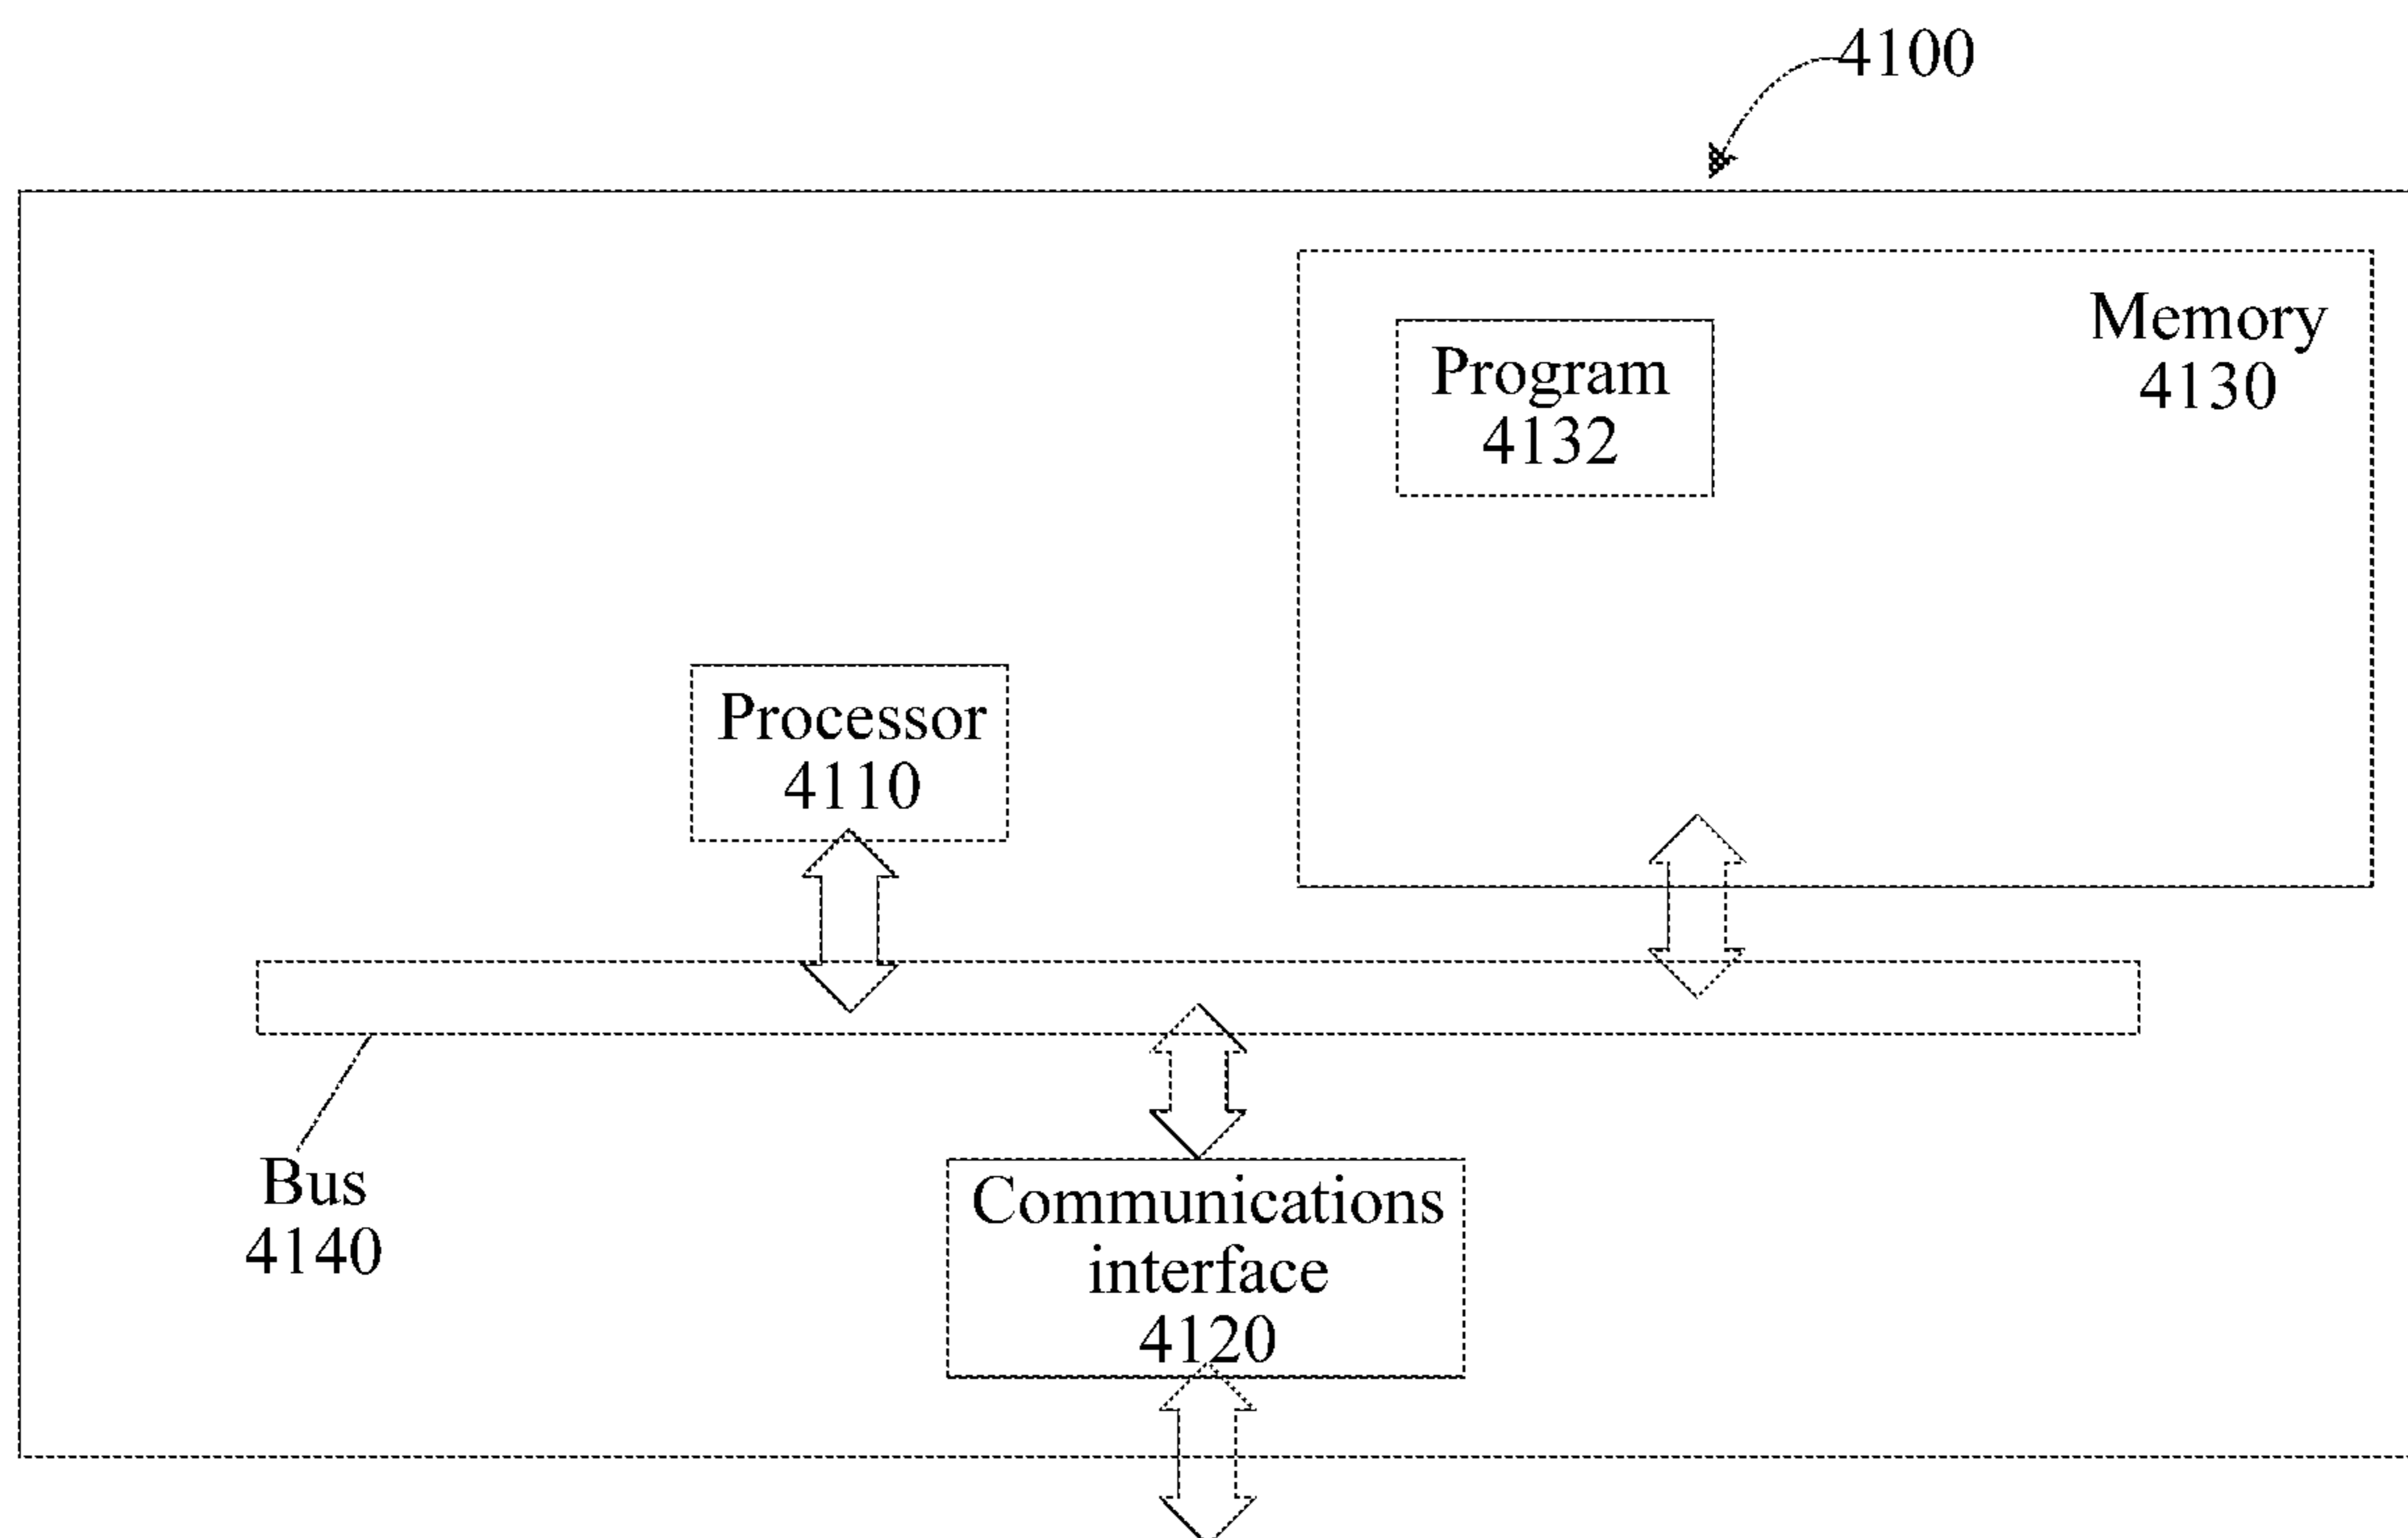 4100
Memory
4130
Program
4132
Processor
4110
Bus
4140
Communications
interface
4120